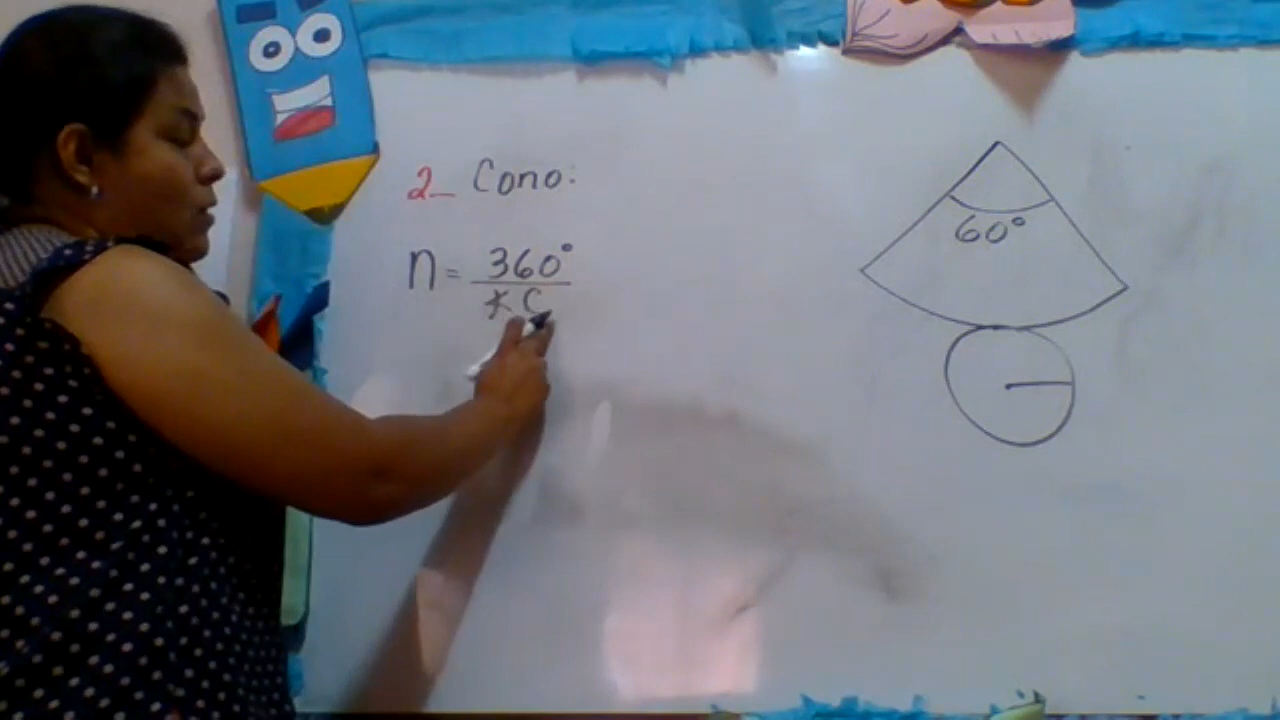 2_ Cono:
n = 360°
∡ C
60°